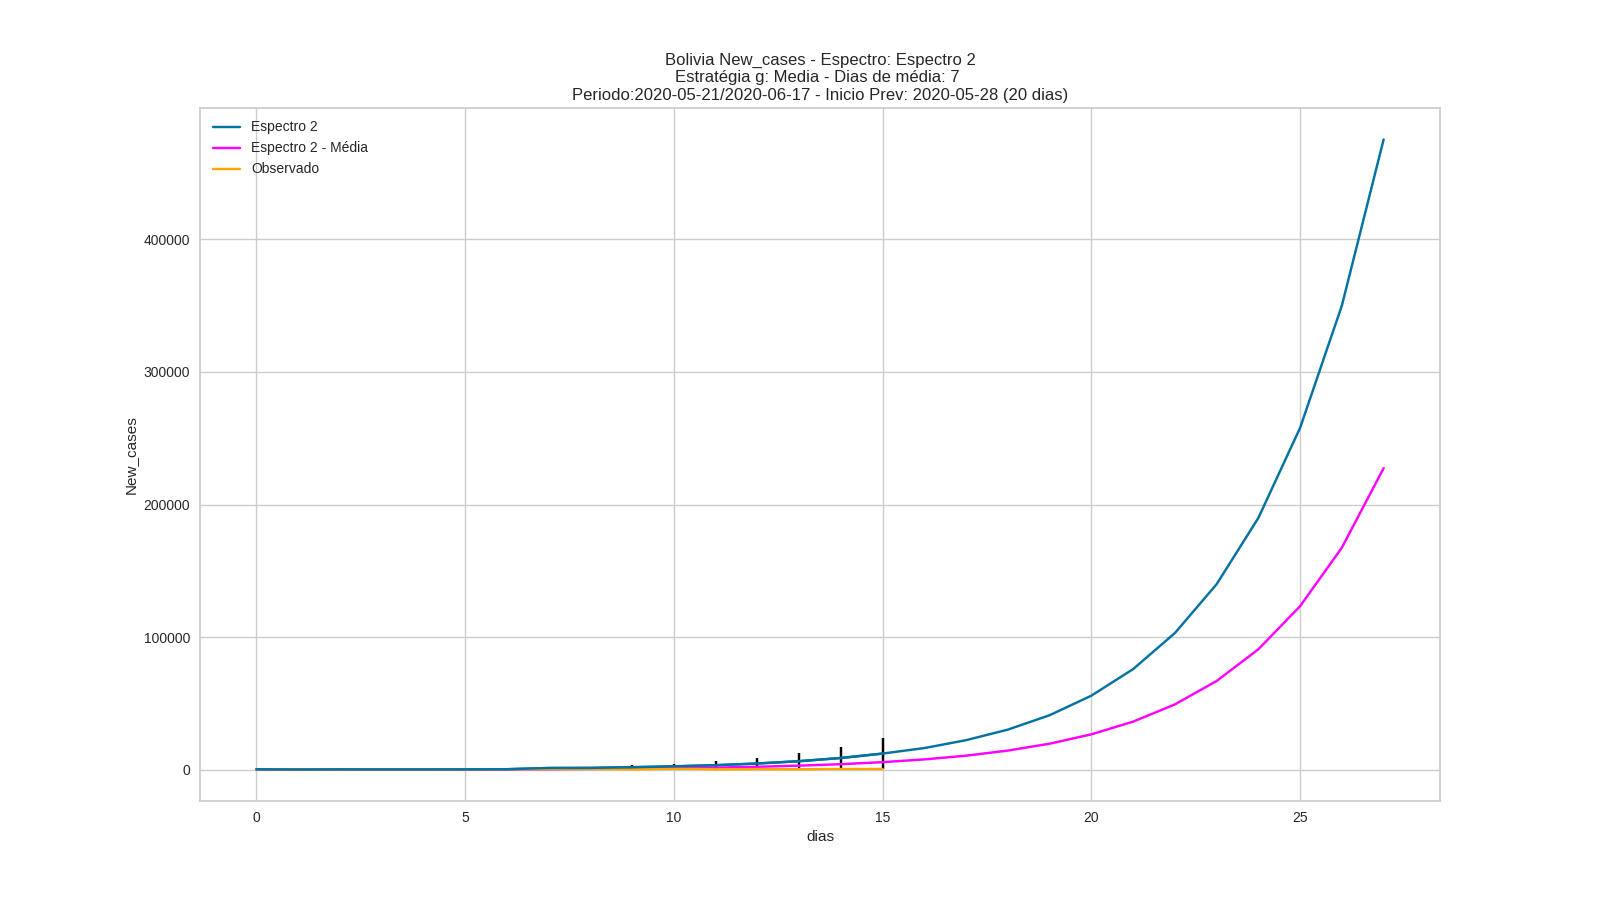 Bolivia New_cases - Espectro: Espectro 2
Estratégia g: Media - Dias de média: 7
Periodo:2020-05-21/2020-06-17 - Inicio Prev: 2020-05-28 (20 dias)
Espectro 2
Espectro 2 - Média
Observado
400000
300000
200000
100000
0
New_cases
0 5 10 15 20 25
dias